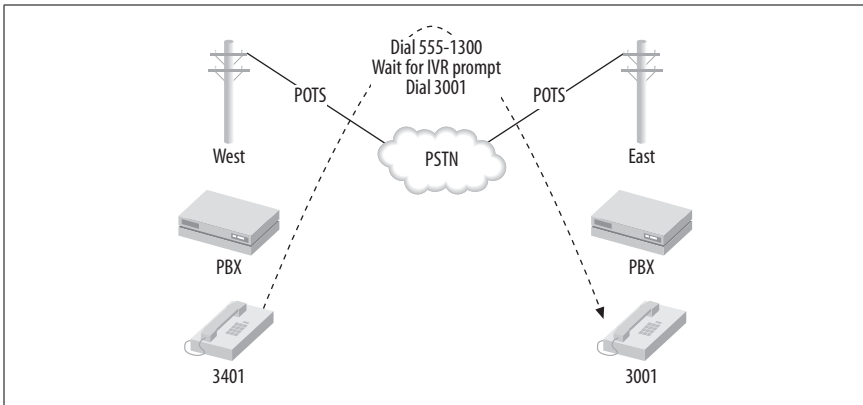 Dial 555-1300
Wait for IVR prompt
Dial 3001
POTS
POTS
West
PSTN
East
PBX
PBX
3401
3001